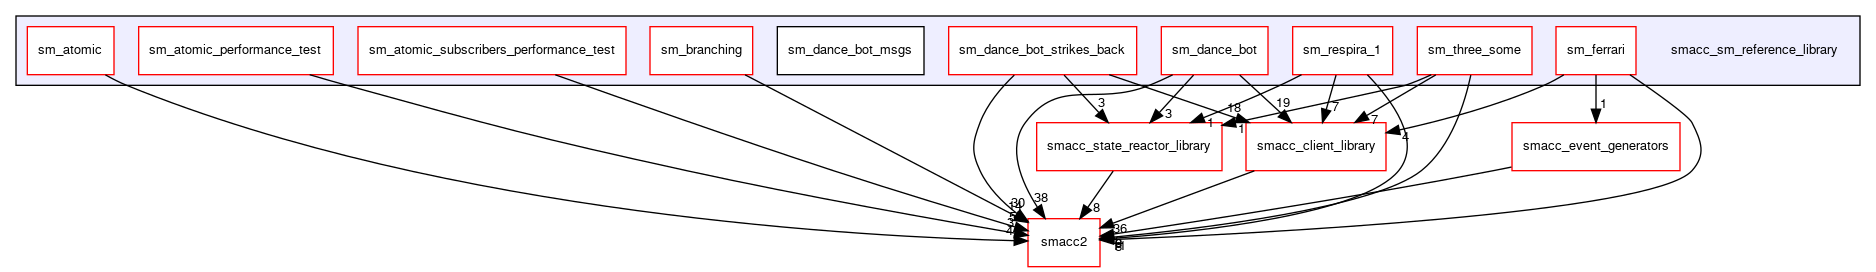 sm_atomic
sm_atomic_performance_test
sm_atomic_subscribers_performance_test
sm_branching
sm_dance_bot_msgs
sm_dance_bot_strikes_back
sm_dance_bot
sm_respira_1
sm_three_some
sm_ferrari
smacc_sm_reference_library
3
3
18
19
7
1
1
1
7
4
smacc_state_reactor_library
smacc_client_library
smacc_event_generators
30
38
8
36
smacc2